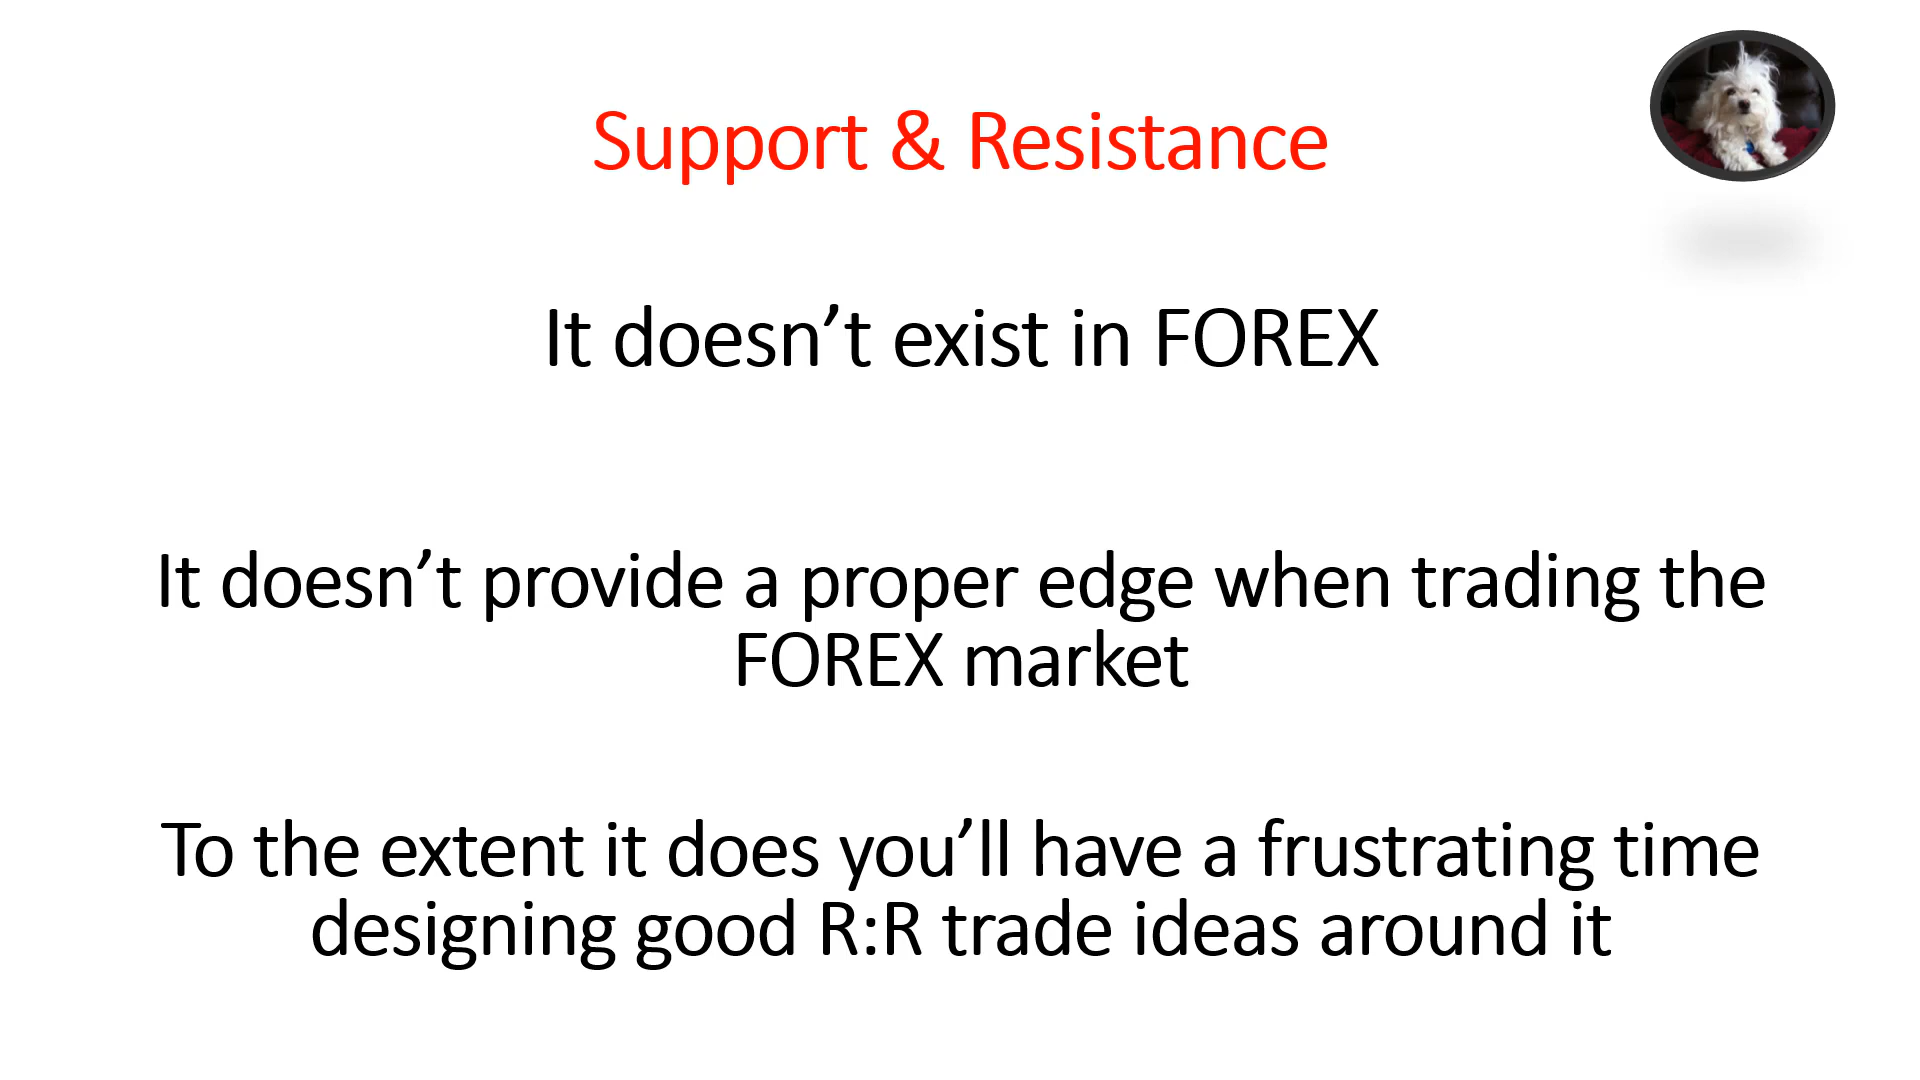 Support & Resistance
It doesn’t exist in FOREX
It doesn’t provide a proper edge when trading the
FOREX market
To the extent it does you’ll have a frustrating time
designing good R:R trade ideas around it